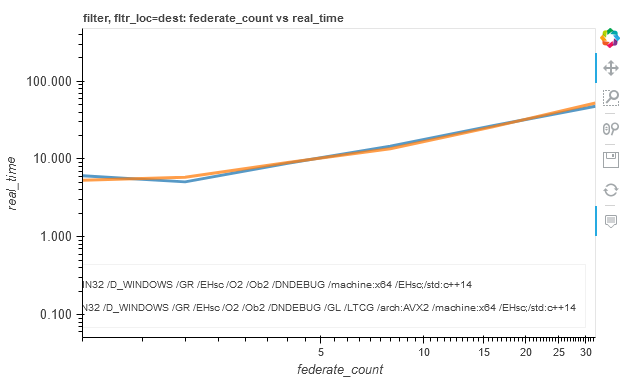 filter, fltr_loc=dest: federate_count vs real_time
real_time
100.000
10.000
1.000
0.100
IN32 /D_WINDOWS /GR /EHsc /O2 /Ob2 /DNDEBUG /machine:x64 /EHsc;/std:c++14
IN32 /D_WINDOWS /GR /EHsc /O2 /Ob2 /DNDEBUG /GL /LTCG /arch:AVX2 /machine:x64 /EHsc;/std:c++14
5 10 15 20 25 30
federate_count